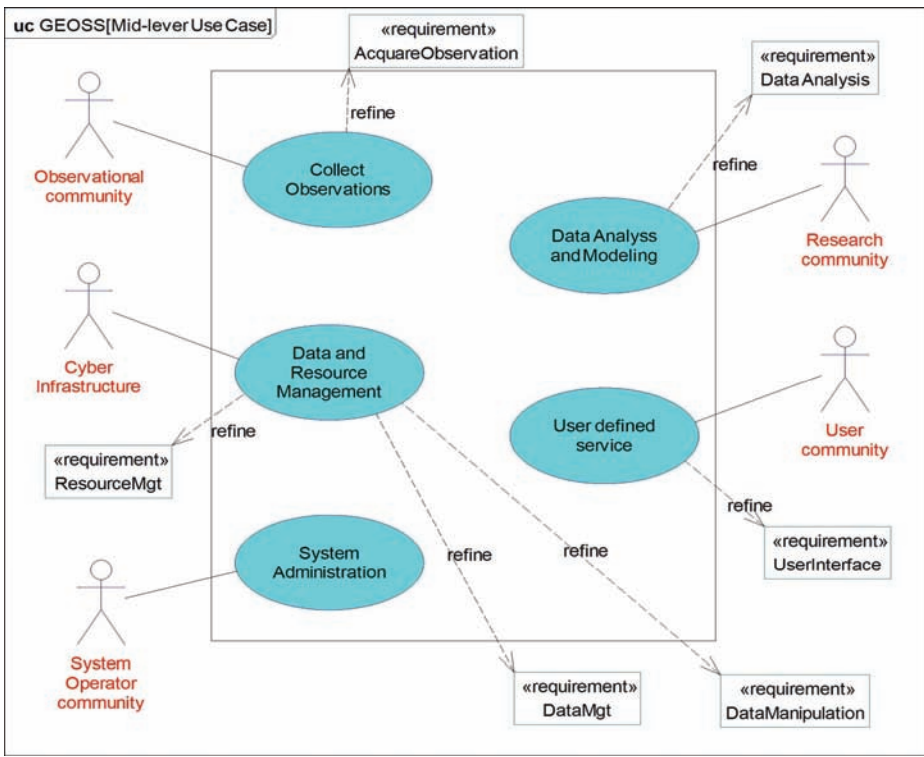 uc GEOSS[Mid-lever Use Case]
«requirement»
AcquareObservation
«requirement»
Data Analysis
refine
refine
Collect
Observations
Observational
community
Data Analyss
and Modeling
Research
community
Cyber
Infrastructure
Data and
Resource
Management
refine
«requirement»
ResourceMgt
User defined
service
User
community
refine
«requirement»
UserInterface
System
Administration
refine
refine
System
Operator
community
«requirement»
DataMgt
«requirement»
DataManipulation